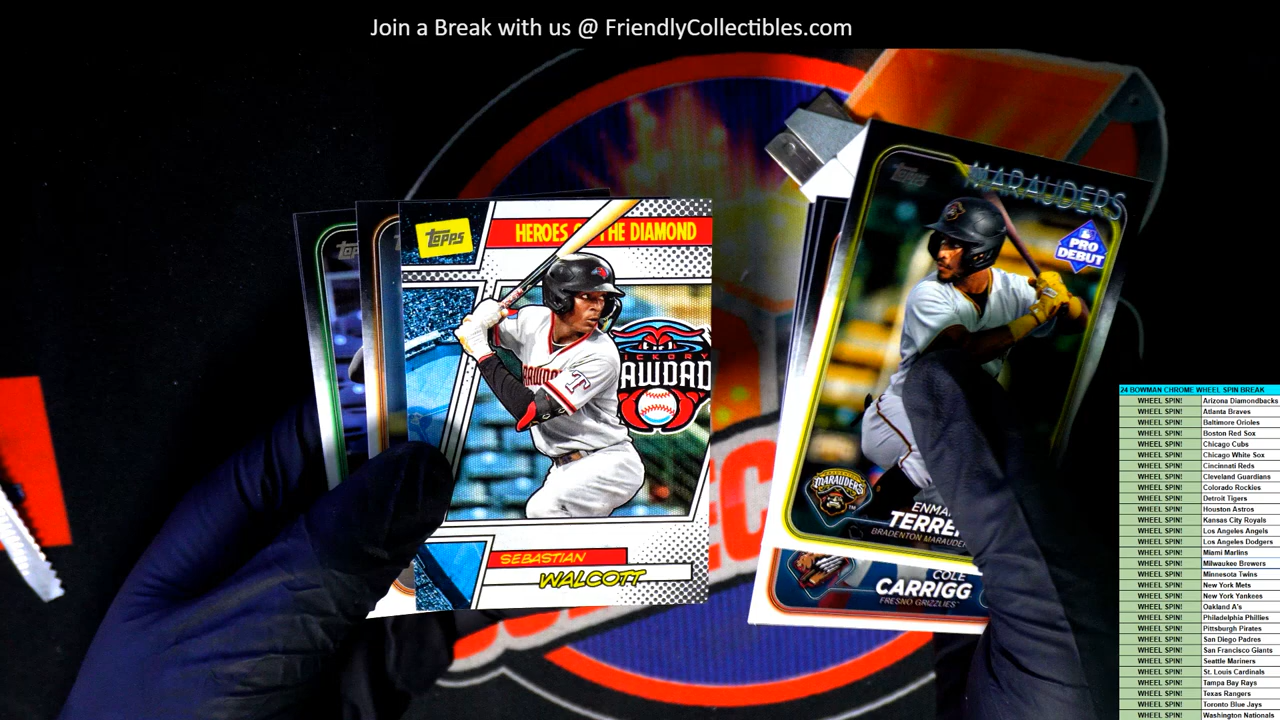 Join a Break with us @ FriendlyCollectibles.com
Topps
HEROES THE DIAMOND
SEBASTIAN
WALCOTT
Topps
MARAUDERS
PRO
DEBUT
MARAUDERS
BRADENTON
COLE
CARRIGG
FRESNO GRIZZLIES
24 BOWMAN CHROME WHEEL SPIN BREAK
WHEEL SPIN! Arizona Diamondbacks
WHEEL SPIN! Atlanta Braves
WHEEL SPIN! Baltimore Orioles
WHEEL SPIN! Boston Red Sox
WHEEL SPIN! Chicago Cubs
WHEEL SPIN! Chicago White Sox
WHEEL SPIN! Cincinnati Reds
WHEEL SPIN! Cleveland Guardians
WHEEL SPIN! Colorado Rockies
WHEEL SPIN! Detroit Tigers
WHEEL SPIN! Houston Astros
WHEEL SPIN! Kansas City Royals
WHEEL SPIN! Los Angeles Angels
WHEEL SPIN! Los Angeles Dodgers
WHEEL SPIN! Miami Marlins
WHEEL SPIN! Milwaukee Brewers
WHEEL SPIN! Minnesota Twins
WHEEL SPIN! New York Mets
WHEEL SPIN! New York Yankees
WHEEL SPIN! Oakland A's
WHEEL SPIN! Philadelphia Phillies
WHEEL SPIN! Pittsburgh Pirates
WHEEL SPIN! San Diego Padres
WHEEL SPIN! San Francisco Giants
WHEEL SPIN! Seattle Mariners
WHEEL SPIN! St. Louis Cardinals
WHEEL SPIN! Tampa Bay Rays
WHEEL SPIN! Texas Rangers
WHEEL SPIN! Toronto Blue Jays
WHEEL SPIN! Washington Nationals